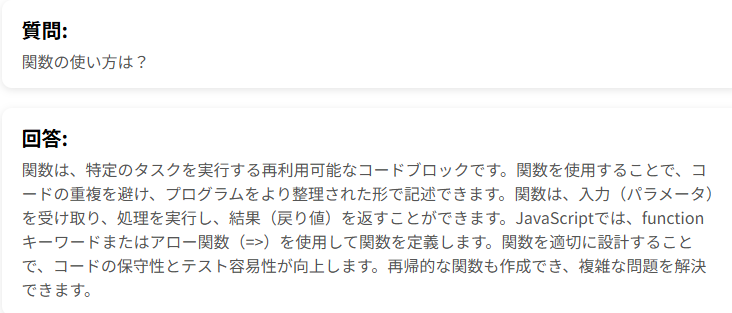 質問:
関数の使い方は？
回答:
関数は、特定のタスクを実行する再利用可能なコードブロックです。関数を使用することで、コ
ードの重複を避け、プログラムをより整理された形で記述できます。関数は、入力（パラメータ）
を受け取り、処理を実行し、結果（戻り値）を返すことができます。JavaScriptでは、function
キーワードまたはアロー関数（=>）を使用して関数を定義します。関数を適切に設計すること
で、コードの保守性とテスト容易性が向上します。再帰的な関数も作成でき、複雑な問題を解決
できます。